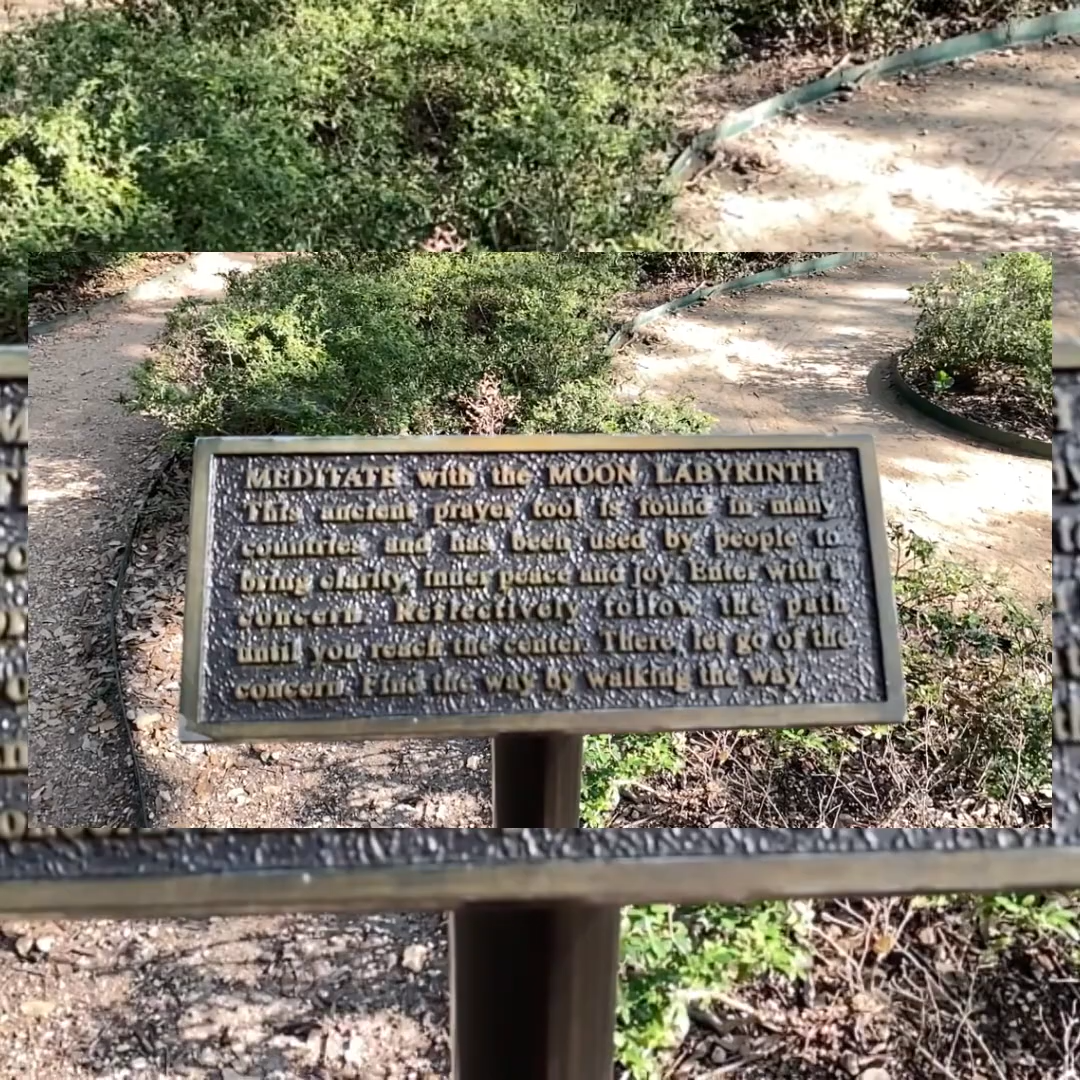 MEDITATE with the MOON LABYRINTH
This ancient prayer tool is found in many
countries and has been used by people to
bring clarity, inner peace and joy. Enter with a
concern. Reflectively follow the path
until you reach the center. There, let go of the
concern. Find the way by walking the way.